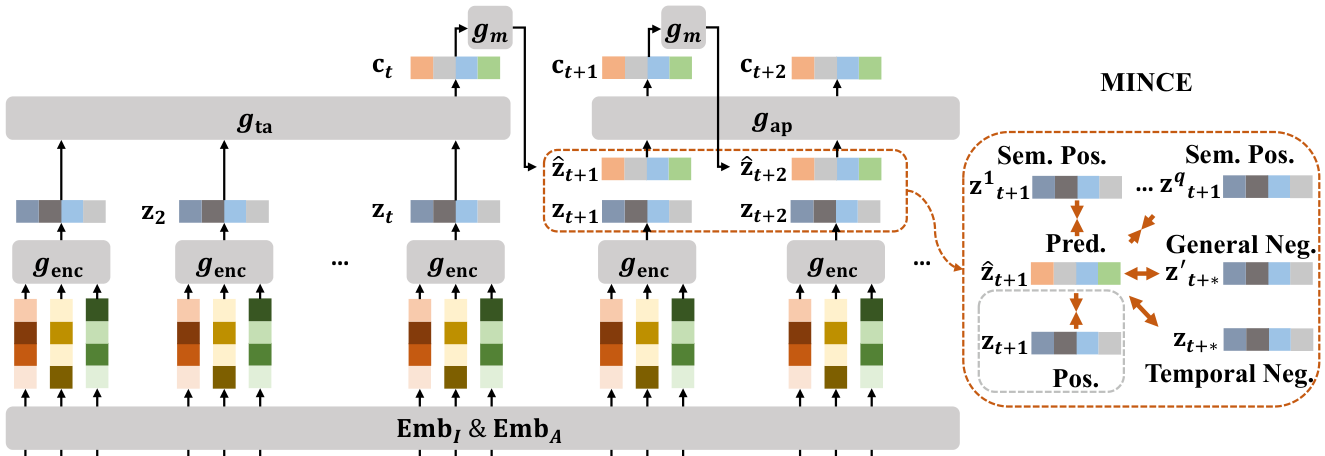 g_m g_m
c_t c_{t+1} c_{t+2}
MINCE
g_ta g_ap
Sem. Pos. Sem. Pos.
ẑ_{t+1} ẑ_{t+2}
z^1_{t+1} ... z^q_{t+1}
z_2 z_t z_{t+1} z_{t+2}
Pred. General Neg.
g_enc g_enc ... g_enc g_enc g_enc ...
ẑ_{t+1} z'_{t+*}
z_{t+1} z_{t+*}
Pos. Temporal Neg.
Emb_I & Emb_A